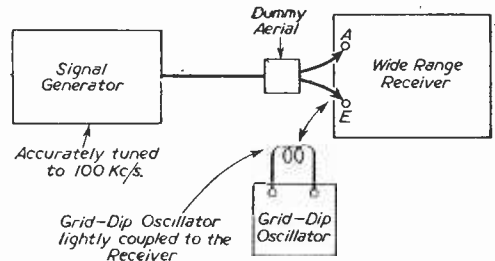 Dummy
Aerial
Signal
Generator
A
Wide Range
Receiver
E
Accurately tuned
to 100 Kc/s.
Grid-Dip Oscillator
lightly coupled to the
Receiver
Grid-Dip
Oscillator